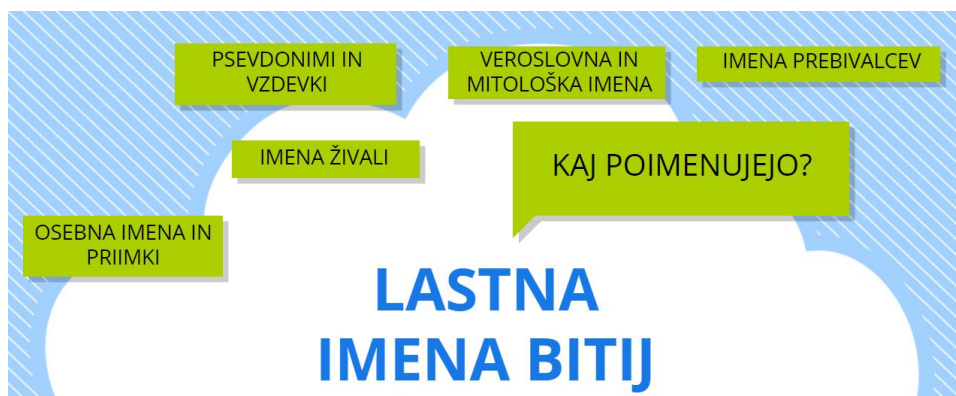 PSEVDONIMI IN
VZDEVKI
VEROSLOVNA IN
MITOLOŠKA IMENA
IMENA PREBIVALCEV
IMENA ŽIVALI
KAJ POIMENUJEJO?
OSEBNA IMENA IN
PRIIMKI
LASTNA
IMENA BITIJ